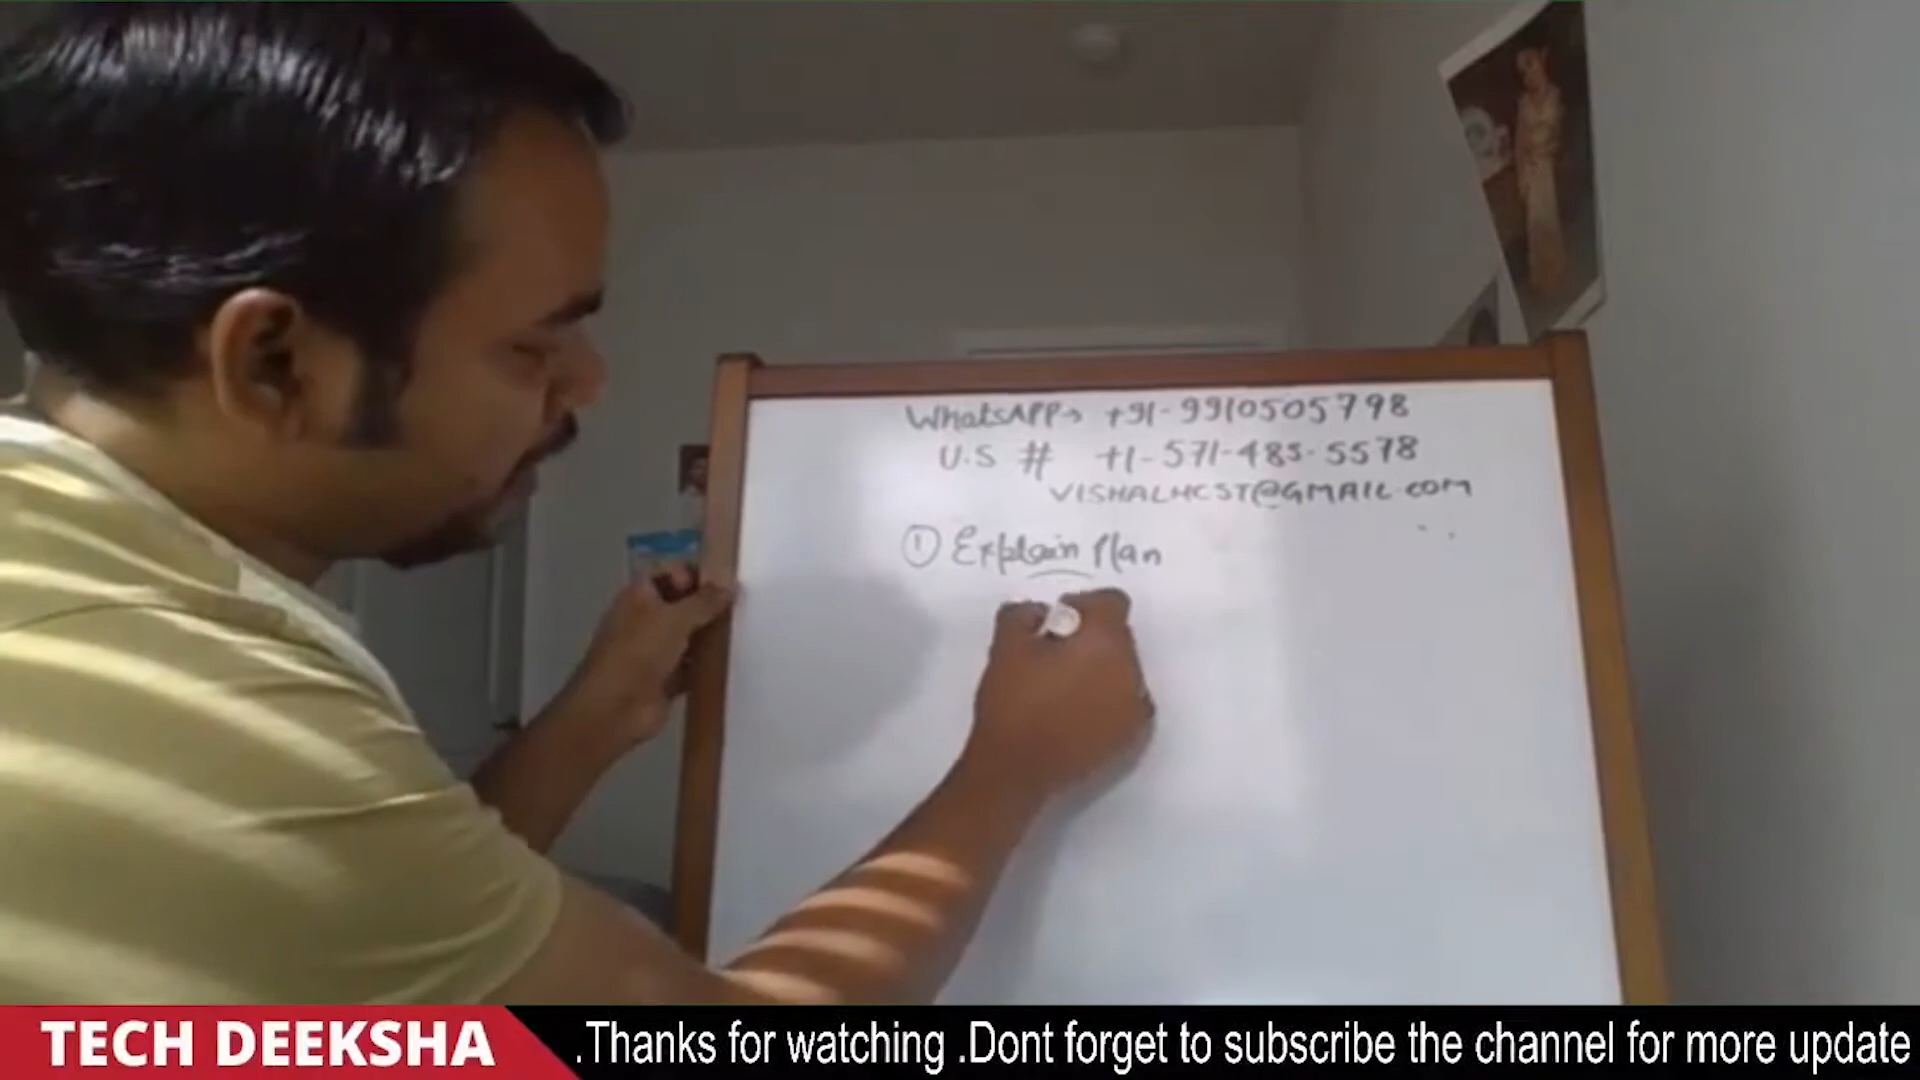 WhatsAPP→ +91-9910505798
U.S # +1-571-485-5578
VISHALHCST@GMAIL.COM
① Explain Plan
TECH DEEKSHA
.Thanks for watching .Dont forget to subscribe the channel for more update